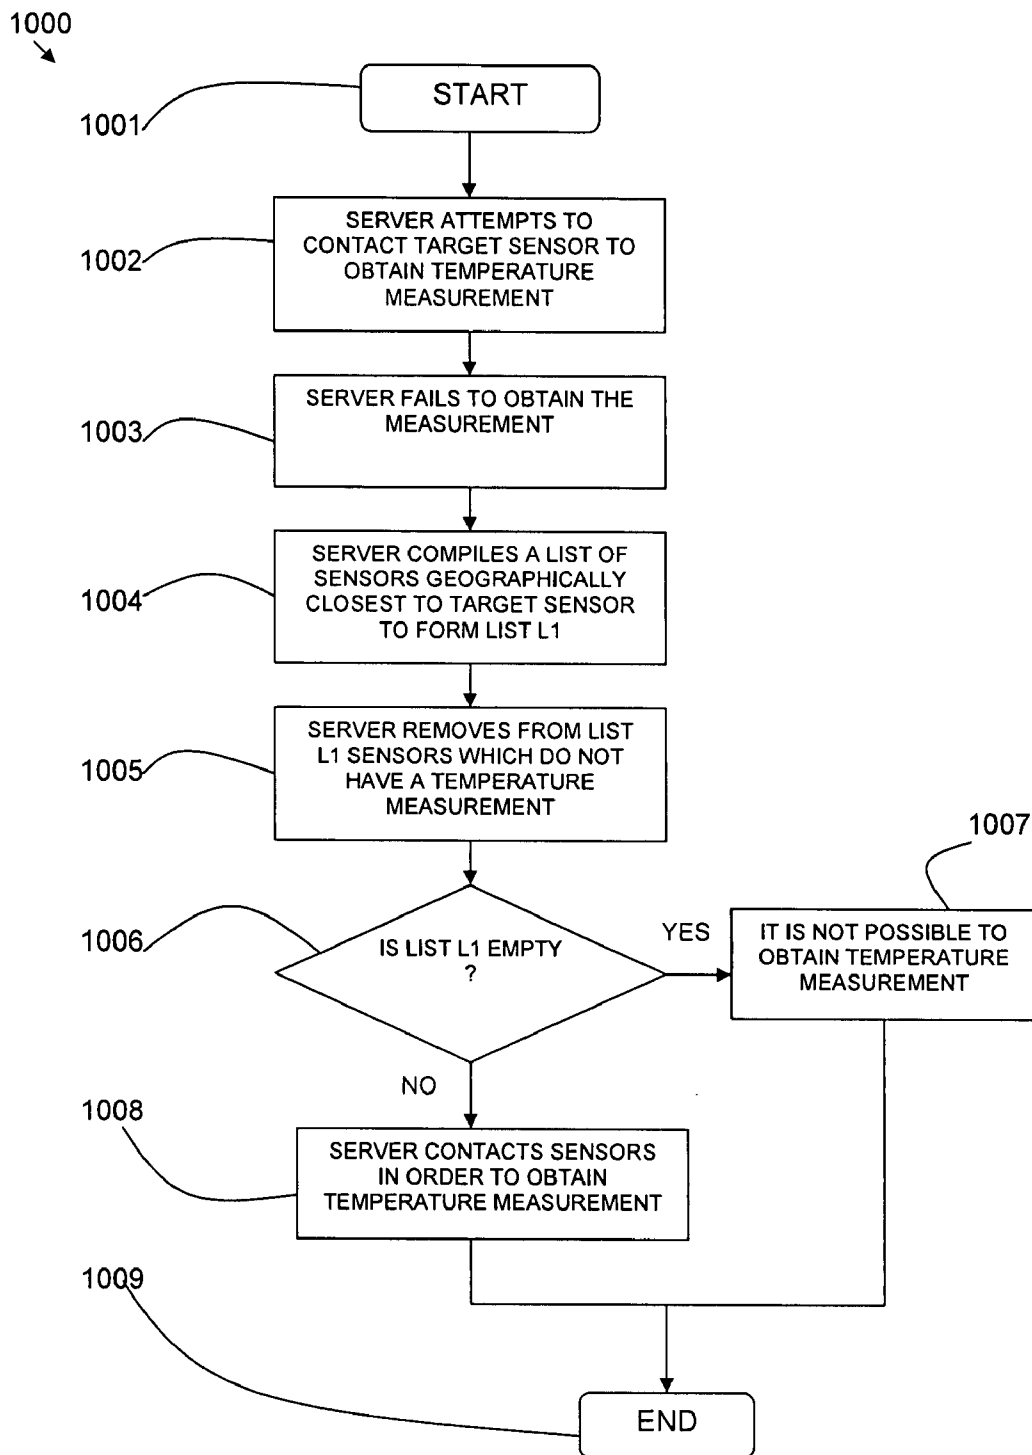 1000
START
1001
SERVER ATTEMPTS TO
CONTACT TARGET SENSOR TO
OBTAIN TEMPERATURE
MEASUREMENT
1002
SERVER FAILS TO OBTAIN THE
MEASUREMENT
1003
SERVER COMPILES A LIST OF
SENSORS GEOGRAPHICALLY
CLOSEST TO TARGET SENSOR
TO FORM LIST L1
1004
SERVER REMOVES FROM LIST
L1 SENSORS WHICH DO NOT
HAVE A TEMPERATURE
MEASUREMENT
1005
1006
IS LIST L1 EMPTY
?
YES
1007
IT IS NOT POSSIBLE TO
OBTAIN TEMPERATURE
MEASUREMENT
NO
1008
SERVER CONTACTS SENSORS
IN ORDER TO OBTAIN
TEMPERATURE MEASUREMENT
1009
END